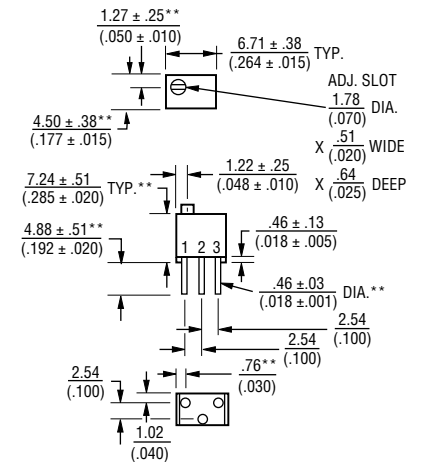 1.27 ± .25**
(.050 ± .010)
6.71 ± .38 TYP.
(.264 ± .015)
ADJ. SLOT
1.78 DIA.
(.070)
4.50 ± .38**
(.177 ± .015)
X .51 WIDE
(.020)
7.24 ± .51 TYP.**
(.285 ± .020)
1.22 ± .25
(.048 ± .010)
X .64 DEEP
(.025)
4.88 ± .51**
(.192 ± .020)
1 2 3
.46 ± .13
(.018 ± .005)
.46 ±.03 DIA.**
(.018 ±.001)
2.54
(.100)
2.54
(.100)
2.54
(.100)
.76**
(.030)
1.02
(.040)